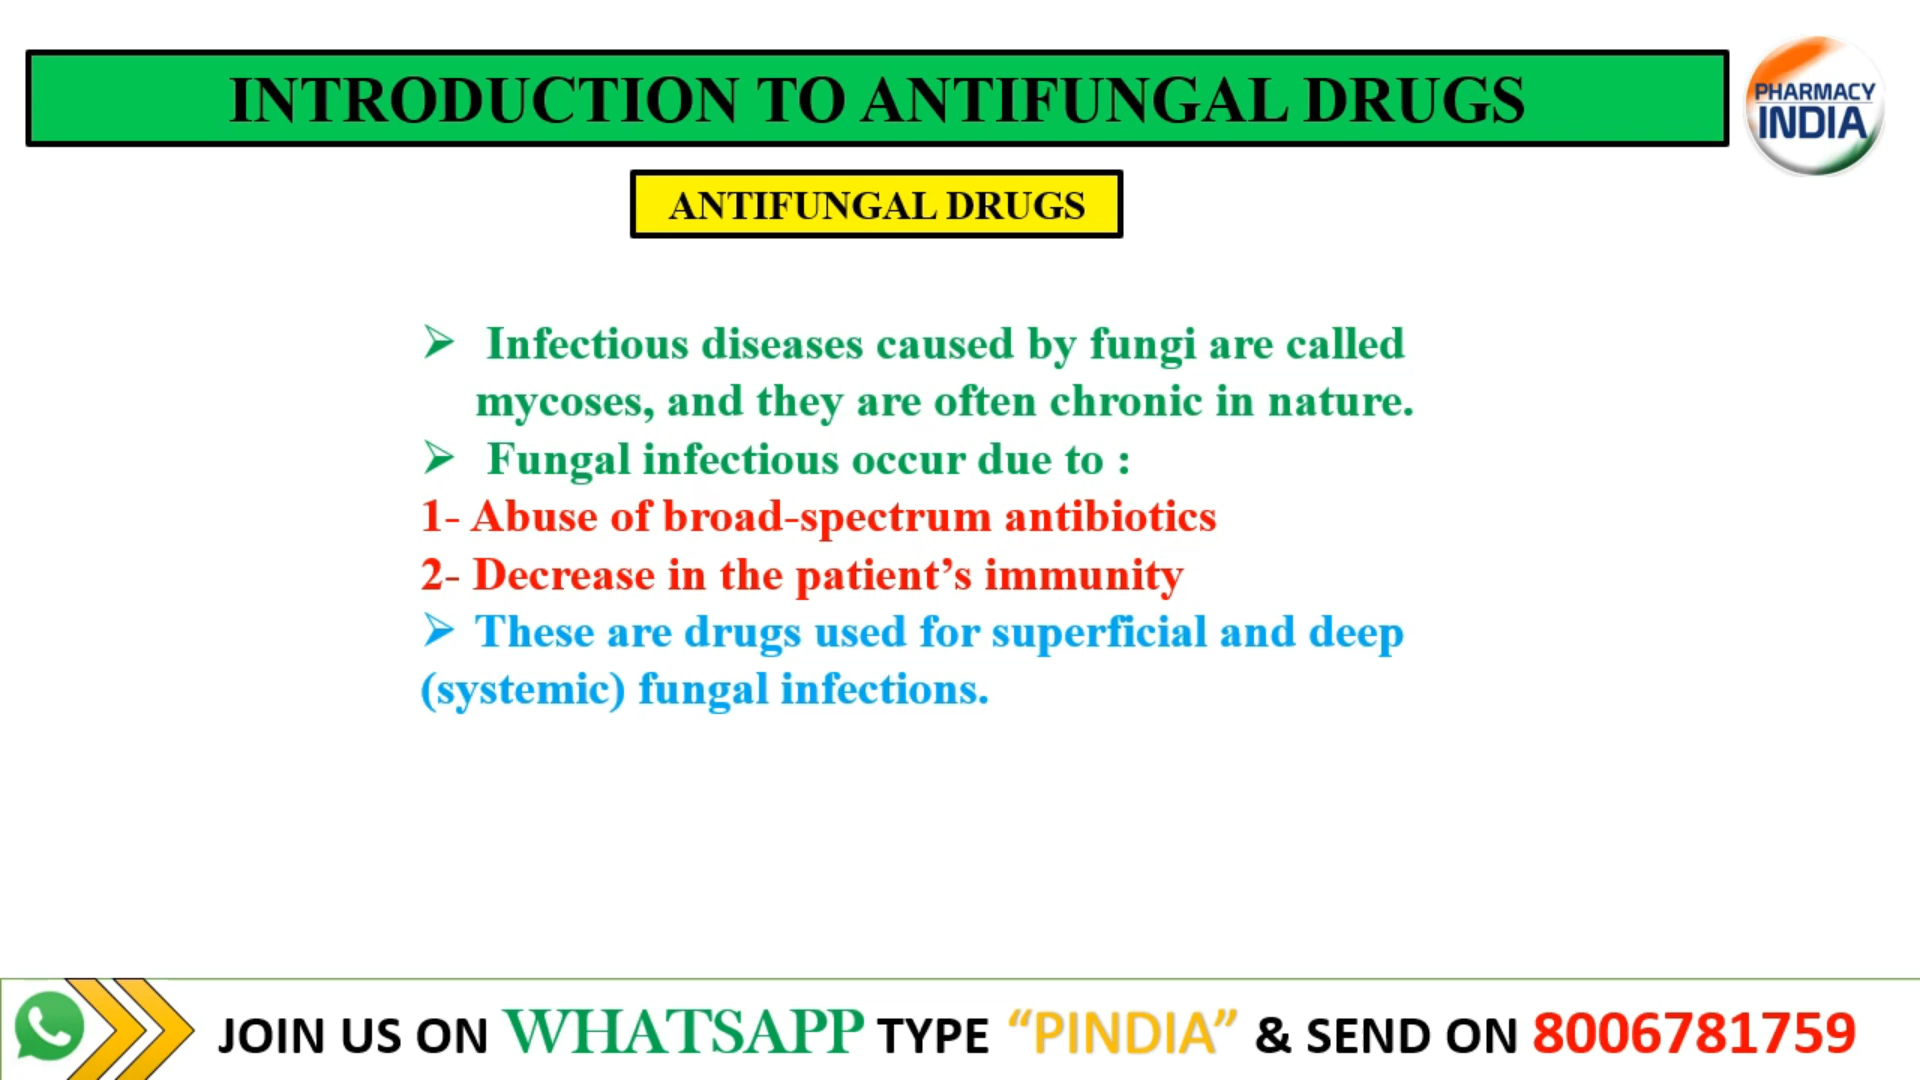 INTRODUCTION TO ANTIFUNGAL DRUGS
PHARMACY
INDIA
ANTIFUNGAL DRUGS
➢ Infectious diseases caused by fungi are called
mycoses, and they are often chronic in nature.
➢ Fungal infectious occur due to :
1- Abuse of broad-spectrum antibiotics
2- Decrease in the patient’s immunity
➢ These are drugs used for superficial and deep
(systemic) fungal infections.
JOIN US ON WHATSAPP TYPE “PINDIA” & SEND ON 8006781759